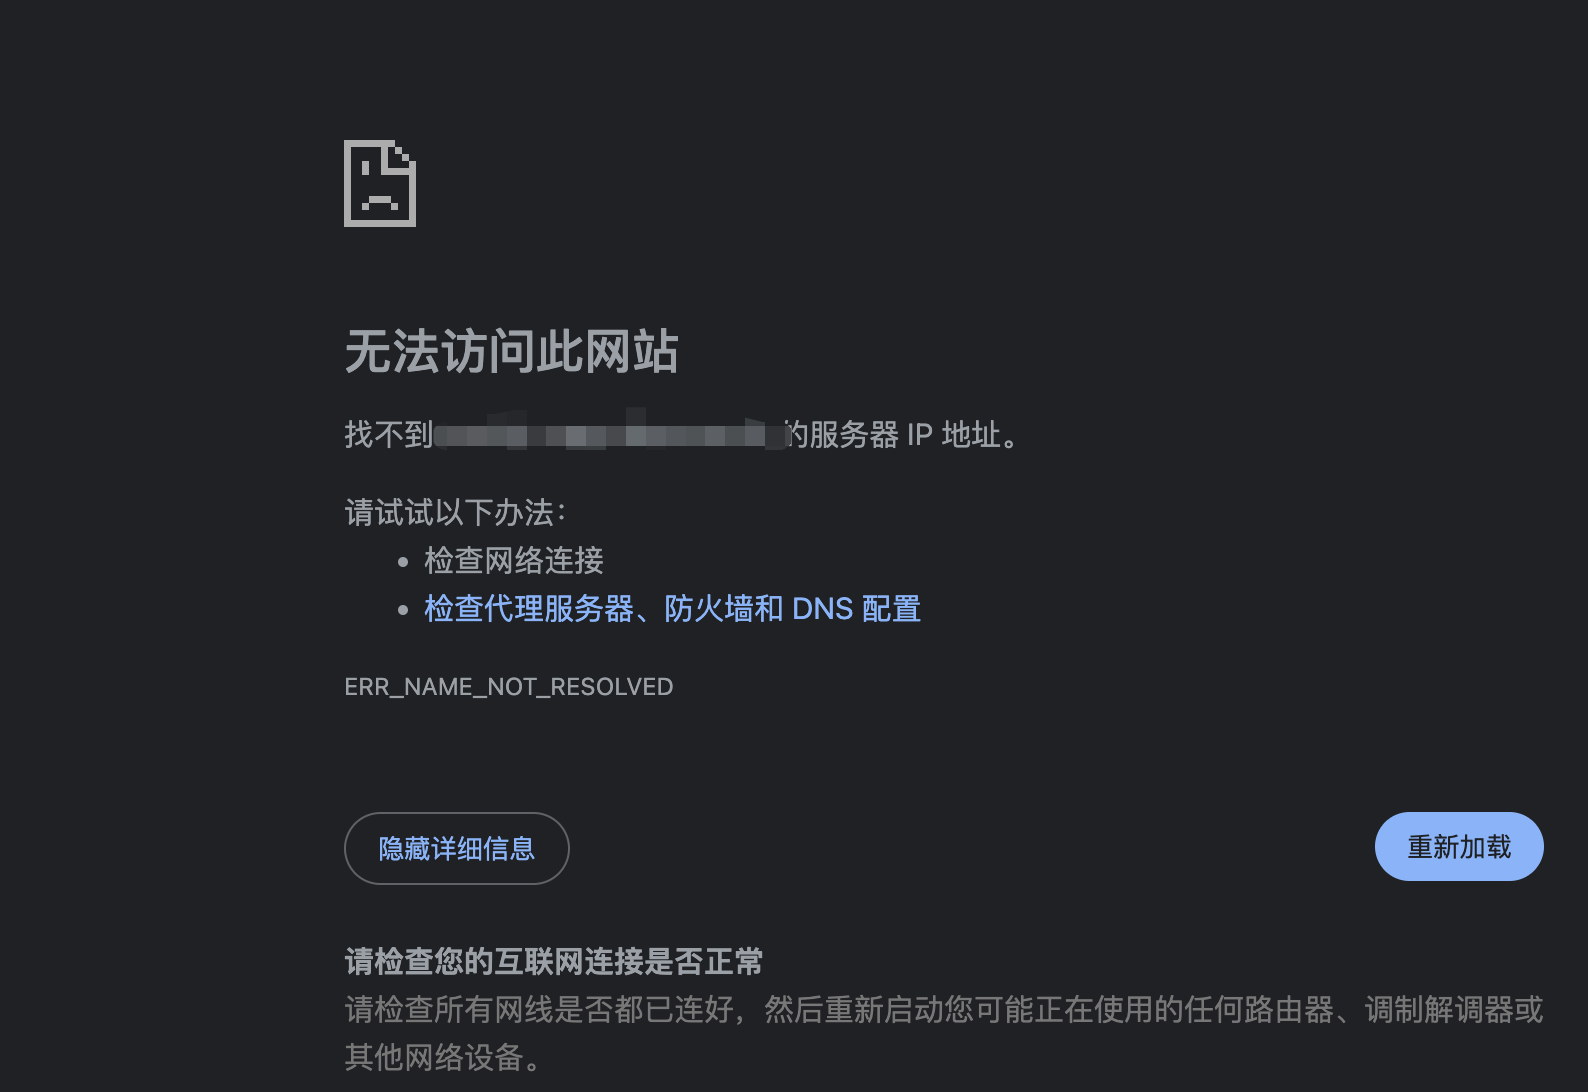 无法访问此网站
找不到 的服务器 IP 地址。
请试试以下办法：
检查网络连接
检查代理服务器、防火墙和 DNS 配置
ERR_NAME_NOT_RESOLVED
隐藏详细信息
重新加载
请检查您的互联网连接是否正常
请检查所有网线是否都已连好，然后重新启动您可能正在使用的任何路由器、调制解调器或
其他网络设备。